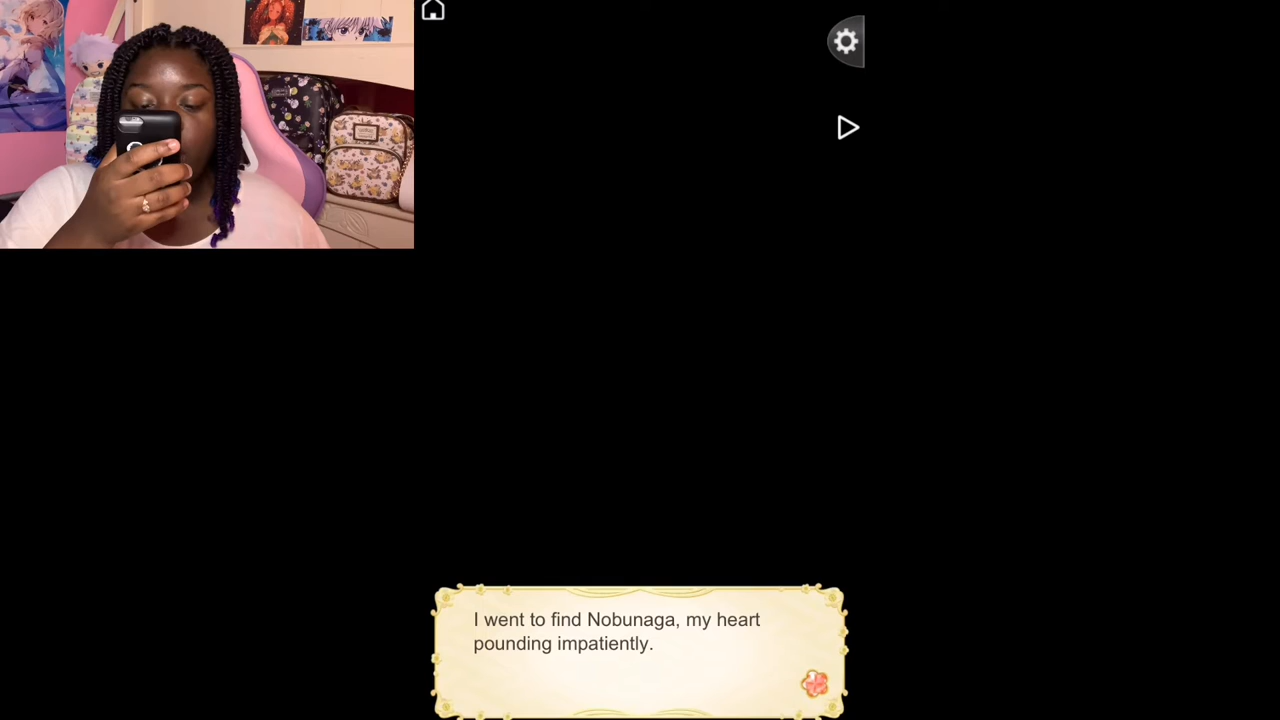 I went to find Nobunaga, my heart
pounding impatiently.